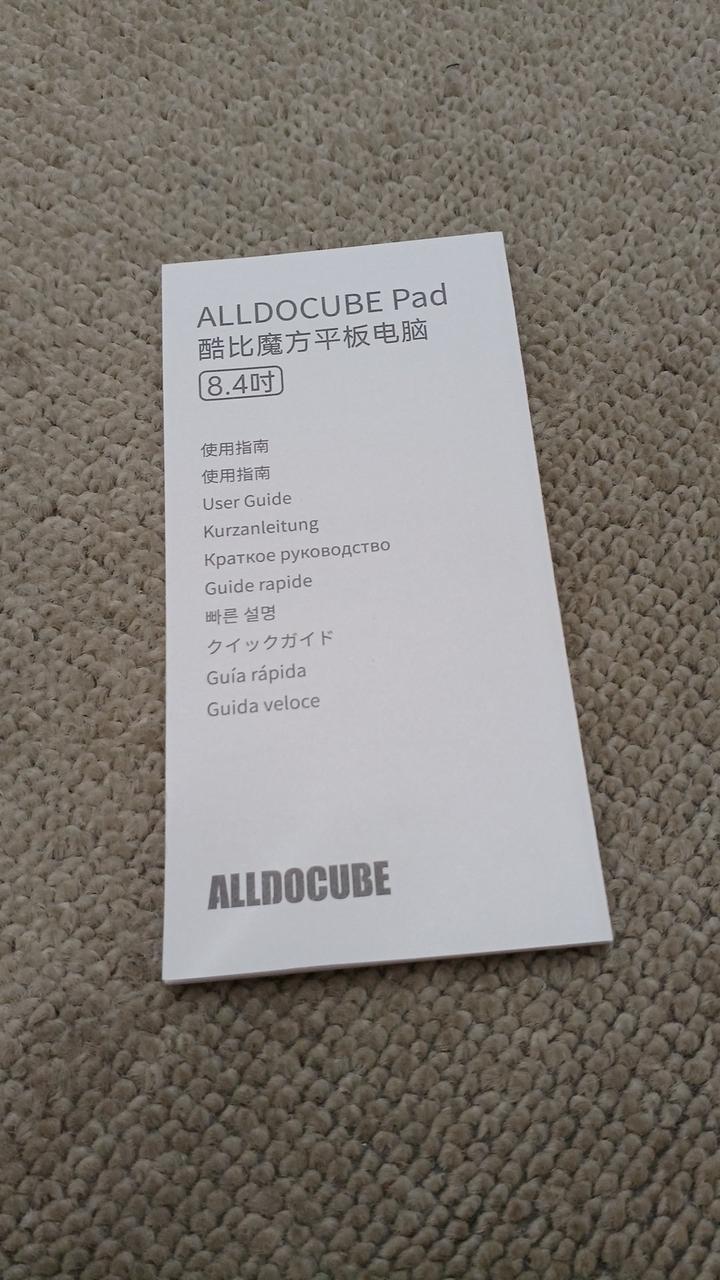 ALLDOCUBE Pad
酷比魔方平板电脑
8.4吋
使用指南
使用指南
User Guide
Kurzanleitung
Краткое руководство
Guide rapide
빠른 설명
クイックガイド
Guía rápida
Guida veloce
ALLDOCUBE